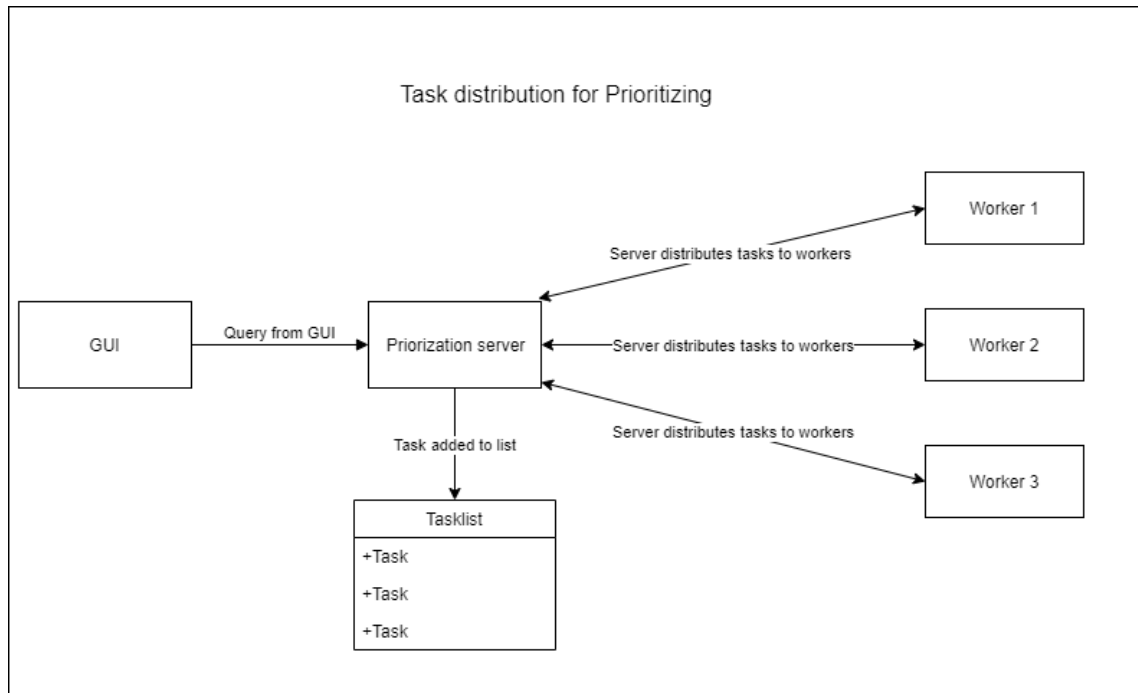 Task distribution for Prioritizing
Worker 1
Server distributes tasks to workers
GUI
Query from GUI
Priorization server
Server distributes tasks to workers
Worker 2
Server distributes tasks to workers
Task added to list
Worker 3
Tasklist
+Task
+Task
+Task